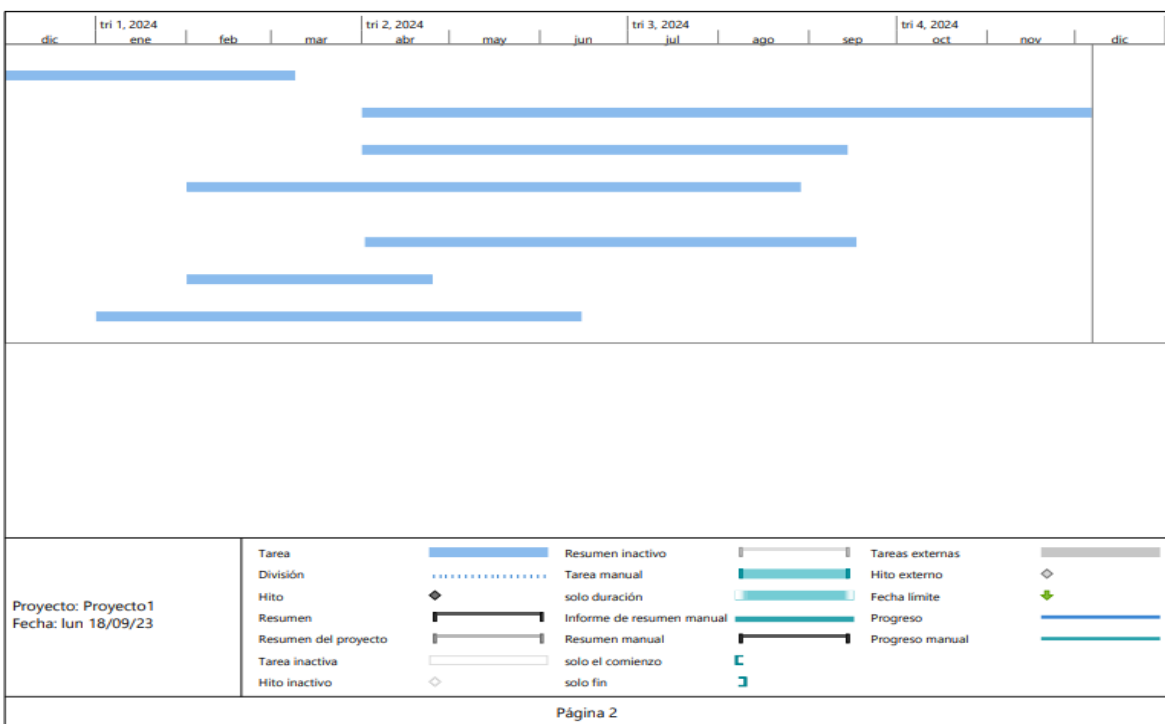 tri 1, 2024 tri 2, 2024 tri 3, 2024 tri 4, 2024
dic ene feb mar abr may jun jul ago sep oct nov dic
Proyecto: Proyecto1
Fecha: lun 18/09/23
Tarea
División
Hito
Resumen
Resumen del proyecto
Tarea inactiva
Hito inactivo
Resumen inactivo
Tarea manual
solo duración
Informe de resumen manual
Resumen manual
solo el comienzo
solo fin
Tareas externas
Hito externo
Fecha límite
Progreso
Progreso manual
Página 2